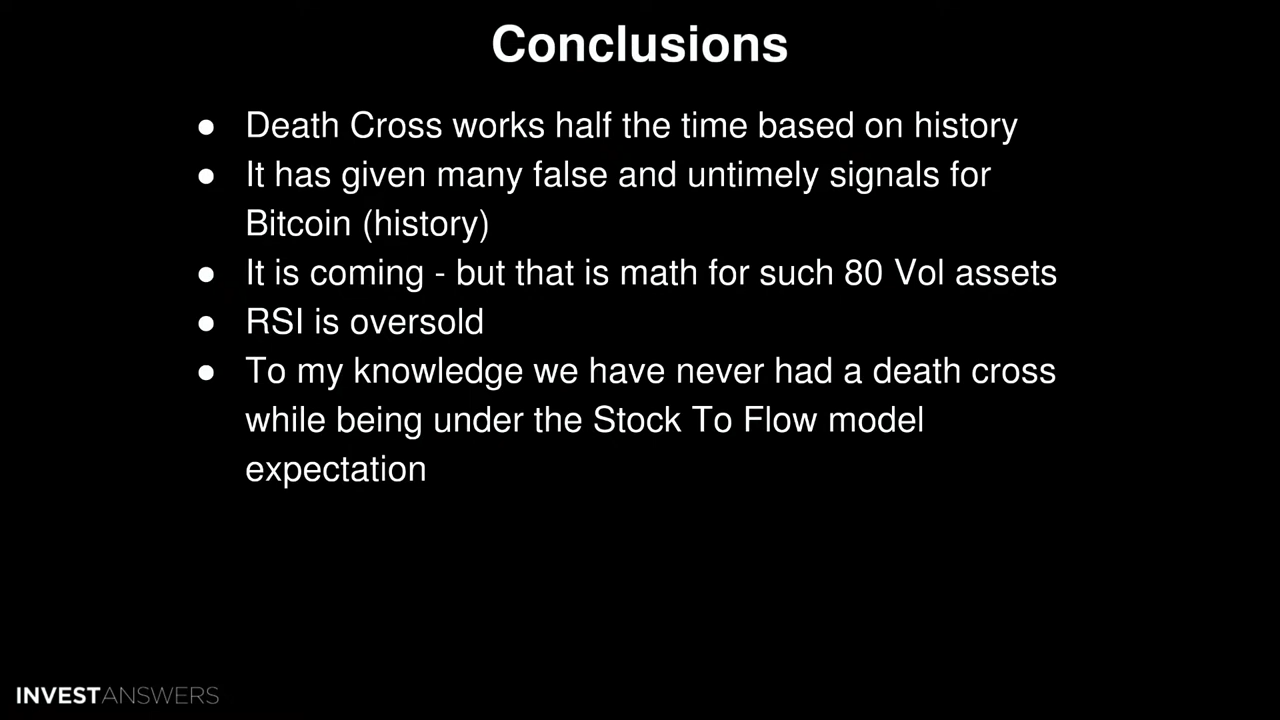 Conclusions
● Death Cross works half the time based on history
● It has given many false and untimely signals for
Bitcoin (history)
● It is coming - but that is math for such 80 Vol assets
● RSI is oversold
● To my knowledge we have never had a death cross
while being under the Stock To Flow model
expectation
INVESTANSWERS